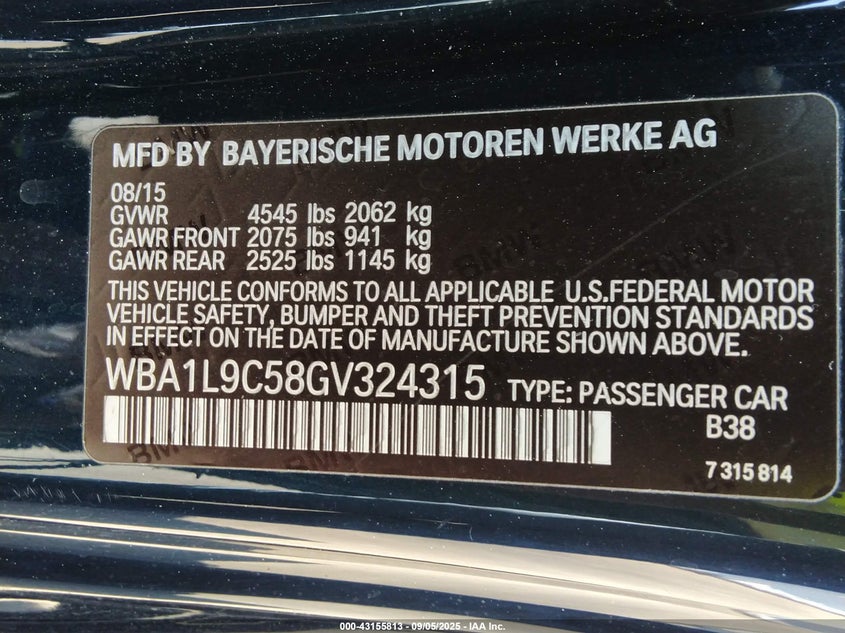 MFD BY BAYERISCHE MOTOREN WERKE AG
08/15
GVWR 4545 lbs 2062 kg
GAWR FRONT 2075 lbs 941 kg
GAWR REAR 2525 lbs 1145 kg
THIS VEHICLE CONFORMS TO ALL APPLICABLE U.S.FEDERAL MOTOR
VEHICLE SAFETY, BUMPER AND THEFT PREVENTION STANDARDS
IN EFFECT ON THE DATE OF MANUFACTURE SHOWN ABOVE.
WBA1L9C58GV324315 TYPE: PASSENGER CAR
B38
7 315 814
000-43155813 - 09/05/2025 - IAA Inc.